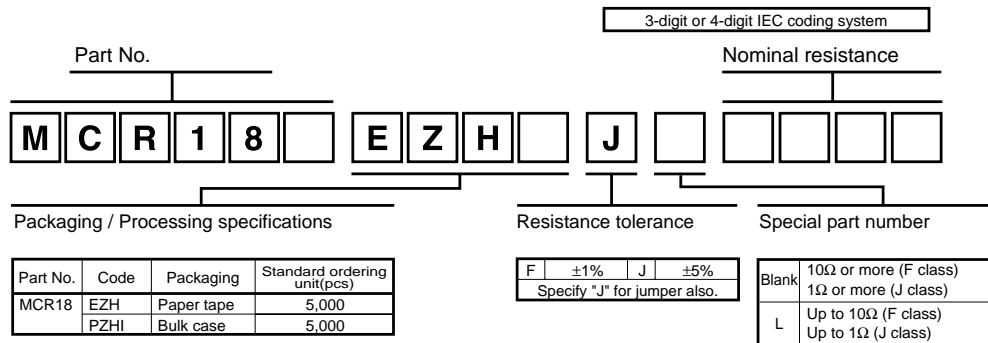 3-digit or 4-digit IEC coding system
Part No.
Nominal resistance
M C R 1 8 E Z H J
Packaging / Processing specifications
Resistance tolerance
Special part number
Part No. Code Packaging Standard ordering unit(pcs)
MCR18 EZH Paper tape 5,000
PZHI Bulk case 5,000
F ±1% J ±5%
Specify "J" for jumper also.
Blank 10Ω or more (F class)
1Ω or more (J class)
L Up to 10Ω (F class)
Up to 1Ω (J class)